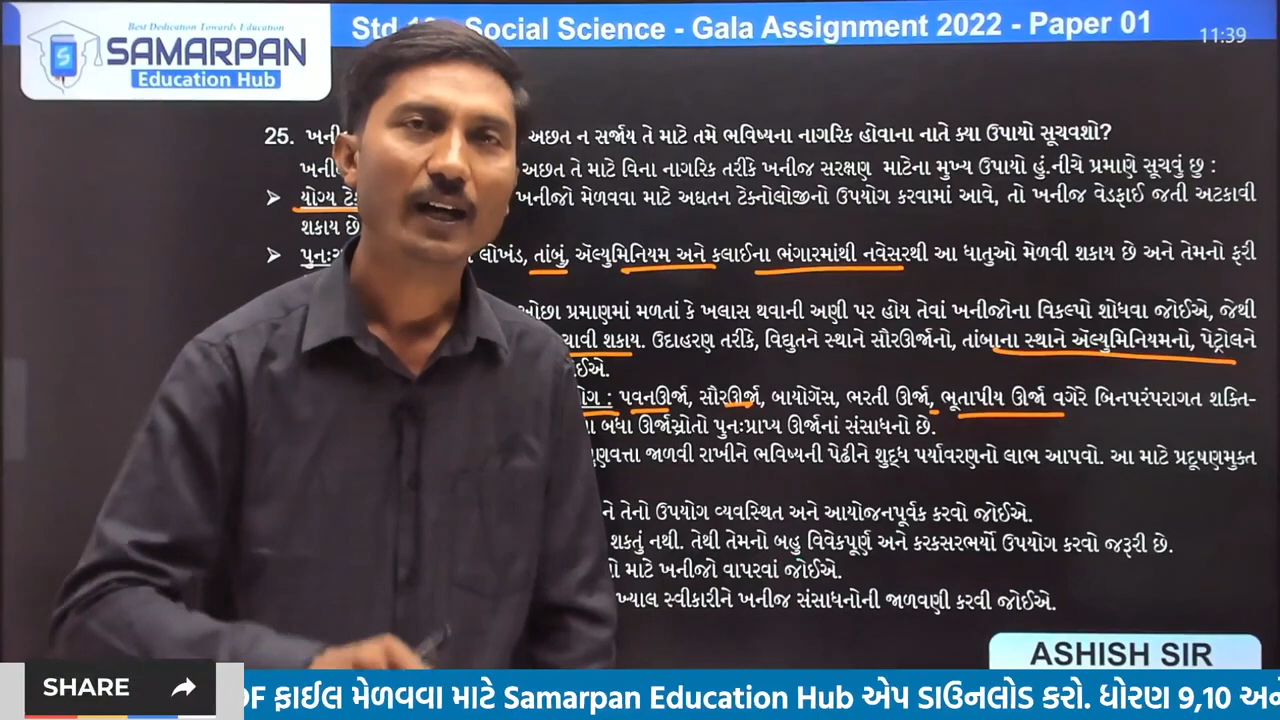 Best Dedication Towards Education
SAMARPAN
Education Hub
Std Social Science - Gala Assignment 2022 - Paper 01
11:39
25. અછત ન સર્જાય તે માટે તમે ભવિષ્યના નાગરિક હોવાના નાતે ક્યા ઉપાયો સૂચવશો?
અછત તે માટે વિના નાગરિક તરીકે ખનીજ સરક્ષણ માટેના મુખ્ય ઉપાયો હું.નીચે પ્રમાણે સૂચવું છુ :
➤ યોગ્ય ખનીજો મેળવવા માટે અદ્યતન ટેક્નોલોજીનો ઉપયોગ કરવામાં આવે, તો ખનીજ વેડફાઈ જતી અટકાવી
શકાય છે
➤ લોખંડ, તાંબું, ઍલ્યુમિનિયમ અને કલાઈના ભંગારમાંથી નવેસરથી આ ધાતુઓ મેળવી શકાય છે અને તેમનો ફરી
ઓછા પ્રમાણમાં મળતાં કે ખલાસ થવાની અણી પર હોય તેવાં ખનીજોના વિકલ્પો શોધવા જોઈએ, જેથી
શકાય. ઉદાહરણ તરીકે, વિદ્યુતને સ્થાને સૌરઊર્જાનો, તાંબાના સ્થાને ઍલ્યુમિનિયમનો, પેટ્રોલને
પવનઊર્જા, સૌરઊર્જા, બાયોગૅસ, ભરતી ઊર્જા, ભૂતાપીય ઊર્જા વગેરે બિનપરંપરાગત શક્તિ-
બધા ઊર્જાસ્રોતો પુનઃપ્રાપ્ય ઊર્જાનાં સંસાધનો છે.
જાળવી રાખીને ભવિષ્યની પેઢીને શુદ્ધ પર્યાવરણનો લાભ આપવો. આ માટે પ્રદૂષણમુક્ત
ને તેનો ઉપયોગ વ્યવસ્થિત અને આયોજનપૂર્વક કરવો જોઈએ.
શકતું નથી. તેથી તેમનો બહુ વિવેકપૂર્ણ અને કરકસરભર્યો ઉપયોગ કરવો જરૂરી છે.
માટે ખનીજો વાપરવાં જોઈએ.
ખ્યાલ સ્વીકારીને ખનીજ સંસાધનોની જાળવણી કરવી જોઈએ.
ASHISH SIR
SHARE
ફાઈલ મેળવવા માટે Samarpan Education Hub એપ ડાઉનલોડ કરો. ધોરણ 9,10